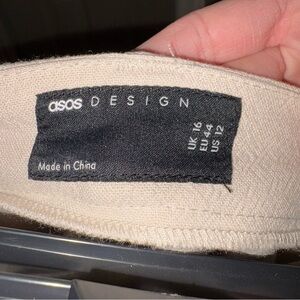 asos DESIGN
UK 16
EU 44
US 12
Made in China